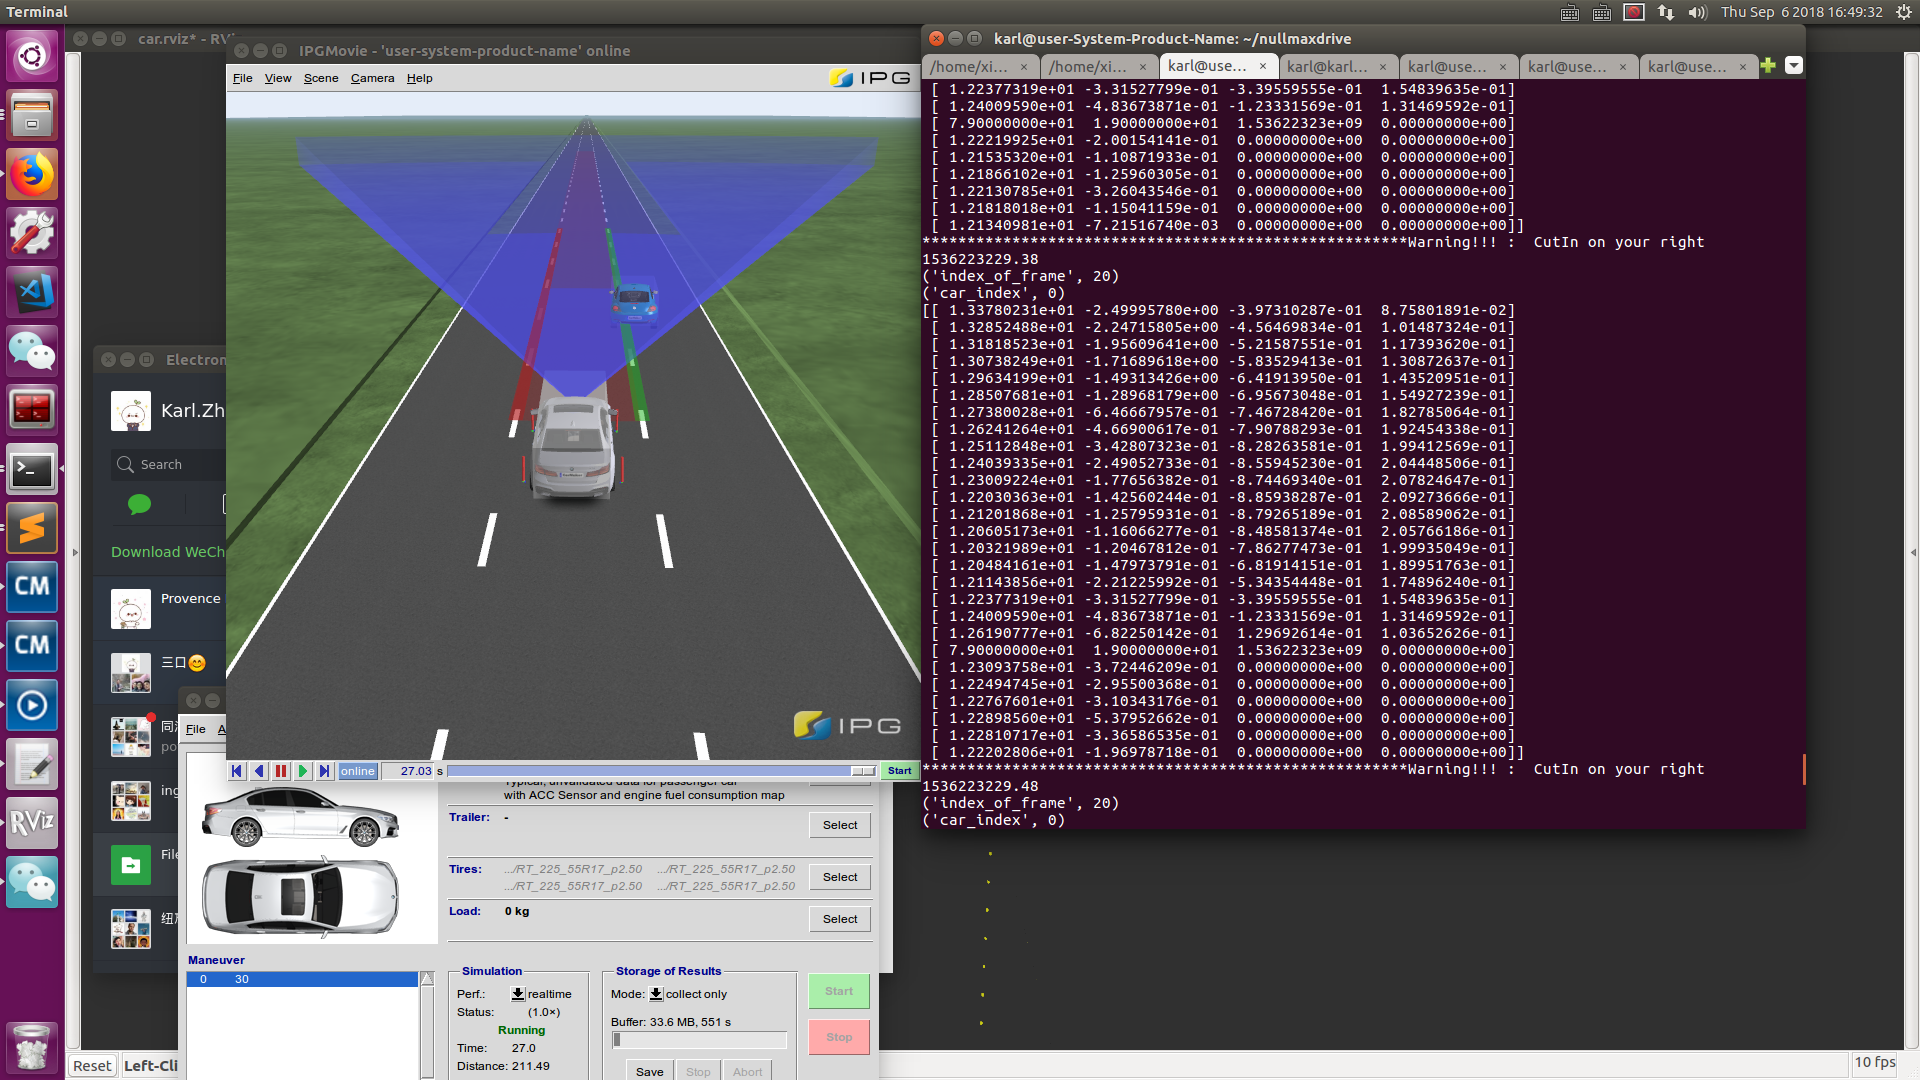 Terminal
Thu Sep 6 2018 16:49:32
car.rviz* - RVi
IPGMovie - 'user-system-product-name' online
File View Scene Camera Help
IPG
karl@user-System-Product-Name: ~/nullmaxdrive
/home/xi... × /home/xi... × karl@use... × karl@karl... × karl@use... × karl@use... × karl@use... ×
[ 1.22377319e+01 -3.31527799e-01 -3.39559555e-01 1.54839635e-01]
[ 1.24009590e+01 -4.83673871e-01 -1.23331569e-01 1.31469592e-01]
[ 7.90000000e+01 1.90000000e+01 1.53622323e+09 0.00000000e+00]
[ 1.22219925e+01 -2.00154141e-01 0.00000000e+00 0.00000000e+00]
[ 1.21535320e+01 -1.10871933e-01 0.00000000e+00 0.00000000e+00]
[ 1.21866102e+01 -1.25960305e-01 0.00000000e+00 0.00000000e+00]
[ 1.22130785e+01 -3.26043546e-01 0.00000000e+00 0.00000000e+00]
[ 1.21818018e+01 -1.15041159e-01 0.00000000e+00 0.00000000e+00]
[ 1.21340981e+01 -7.21516740e-03 0.00000000e+00 0.00000000e+00]]
******************************************************Warning!!! : CutIn on your right
1536223229.38
('index_of_frame', 20)
('car_index', 0)
[[ 1.33780231e+01 -2.49995780e+00 -3.97310287e-01 8.75801891e-02]
[ 1.32852488e+01 -2.24715805e+00 -4.56469834e-01 1.01487324e-01]
[ 1.31818523e+01 -1.95609641e+00 -5.21587551e-01 1.17393620e-01]
[ 1.30738249e+01 -1.71689618e+00 -5.83529413e-01 1.30872637e-01]
[ 1.29634199e+01 -1.49313426e+00 -6.41913950e-01 1.43520951e-01]
[ 1.28507681e+01 -1.28968179e+00 -6.95673048e-01 1.54927239e-01]
[ 1.27380028e+01 -6.46667957e-01 -7.46728420e-01 1.82785064e-01]
[ 1.26241264e+01 -4.66900617e-01 -7.90788293e-01 1.92454338e-01]
[ 1.25112848e+01 -3.42807323e-01 -8.28263581e-01 1.99412569e-01]
[ 1.24039335e+01 -2.49052733e-01 -8.55945230e-01 2.04448506e-01]
[ 1.23009224e+01 -1.77656382e-01 -8.74469340e-01 2.07824647e-01]
[ 1.22030363e+01 -1.42560244e-01 -8.85938287e-01 2.09273666e-01]
[ 1.21201868e+01 -1.25795931e-01 -8.79265189e-01 2.08589062e-01]
[ 1.20605173e+01 -1.16066277e-01 -8.48581374e-01 2.05766186e-01]
[ 1.20321989e+01 -1.20467812e-01 -7.86277473e-01 1.99935049e-01]
[ 1.20484161e+01 -1.47973791e-01 -6.81914151e-01 1.89951763e-01]
[ 1.21143856e+01 -2.21225992e-01 -5.34354448e-01 1.74896240e-01]
[ 1.22377319e+01 -3.31527799e-01 -3.39559555e-01 1.54839635e-01]
[ 1.24009590e+01 -4.83673871e-01 -1.23331569e-01 1.31469592e-01]
[ 1.26190777e+01 -6.82250142e-01 1.29692614e-01 1.03652626e-01]
[ 7.90000000e+01 1.90000000e+01 1.53622323e+09 0.00000000e+00]
[ 1.23093758e+01 -3.72446209e-01 0.00000000e+00 0.00000000e+00]
[ 1.22494745e+01 -2.95500368e-01 0.00000000e+00 0.00000000e+00]
[ 1.22767601e+01 -3.10343176e-01 0.00000000e+00 0.00000000e+00]
[ 1.22898560e+01 -5.37952662e-01 0.00000000e+00 0.00000000e+00]
[ 1.22810717e+01 -3.36586535e-01 0.00000000e+00 0.00000000e+00]
[ 1.22202806e+01 -1.96978718e-01 0.00000000e+00 0.00000000e+00]]
******************************************************Warning!!! : CutIn on your right
1536223229.48
('index_of_frame', 20)
('car_index', 0)
Electron
Karl.Zh
Search
Download WeCh
Provence
三口😊
po
ing
File
IPG
online 27.03 s Start
File A
Typical, unvalidated data for passenger car
with ACC Sensor and engine fuel consumption map
Trailer: - Select
Tires: .../RT_225_55R17_p2.50 .../RT_225_55R17_p2.50 Select
.../RT_225_55R17_p2.50 .../RT_225_55R17_p2.50
Load: 0 kg Select
Maneuver
0 30
Simulation
Perf.: realtime
Status: (1.0×)
Running
Time: 27.0
Distance: 211.49
Storage of Results
Mode: collect only
Buffer: 33.6 MB, 551 s
Save Stop Abort
Start
Stop
CM
CM
RViz
Reset Left-Cli
10 fps